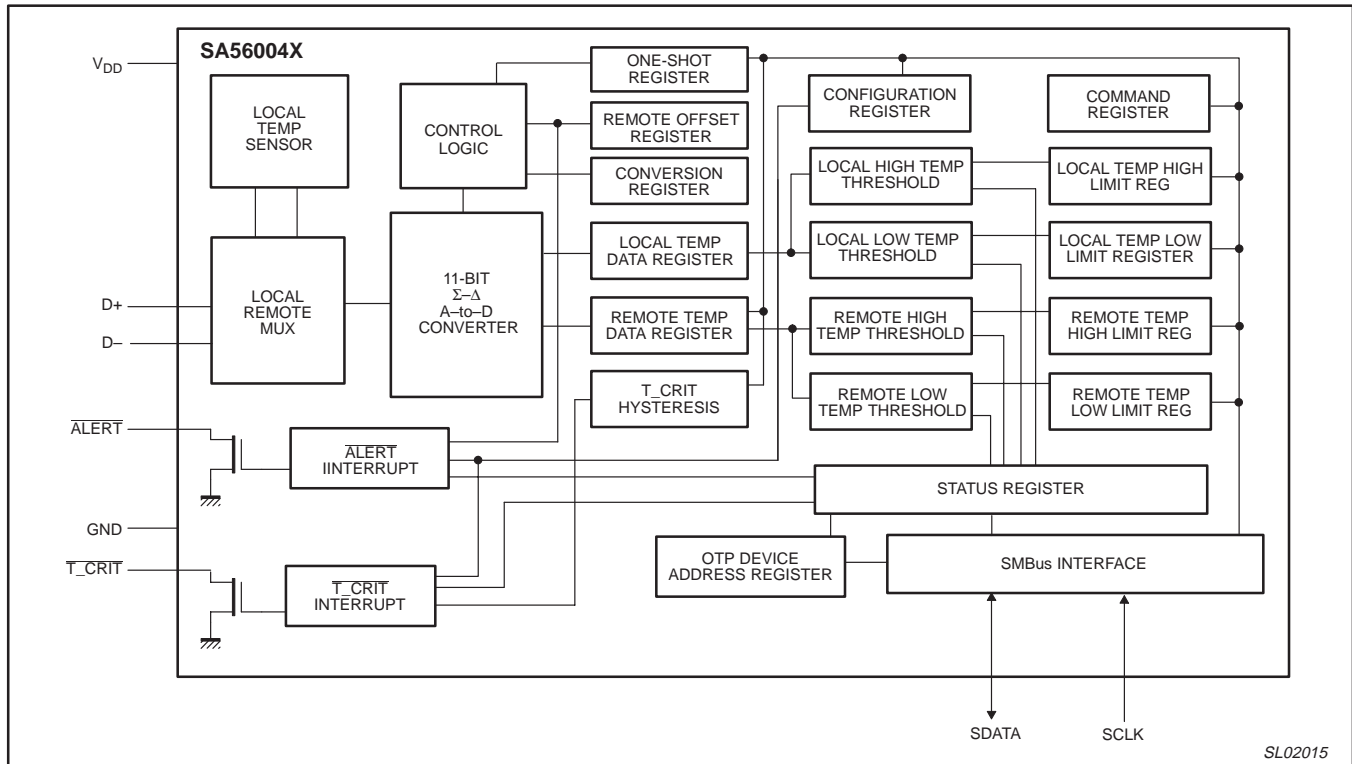 SA56004X
VDD
LOCAL
TEMP
SENSOR
CONTROL
LOGIC
ONE-SHOT
REGISTER
REMOTE OFFSET
REGISTER
CONVERSION
REGISTER
CONFIGURATION
REGISTER
COMMAND
REGISTER
LOCAL HIGH TEMP
THRESHOLD
LOCAL TEMP HIGH
LIMIT REG
D+
D–
LOCAL
REMOTE
MUX
11-BIT
Σ–Δ
A–to–D
CONVERTER
LOCAL TEMP
DATA REGISTER
LOCAL LOW TEMP
THRESHOLD
LOCAL TEMP LOW
LIMIT REGISTER
REMOTE TEMP
DATA REGISTER
REMOTE HIGH
TEMP THRESHOLD
REMOTE TEMP
HIGH LIMIT REG
T_CRIT
HYSTERESIS
REMOTE LOW
TEMP THRESHOLD
REMOTE TEMP
LOW LIMIT REG
ALERT
ALERT
IINTERRUPT
STATUS REGISTER
GND
T_CRIT
T_CRIT
INTERRUPT
OTP DEVICE
ADDRESS REGISTER
SMBus INTERFACE
SDATA
SCLK
SL02015